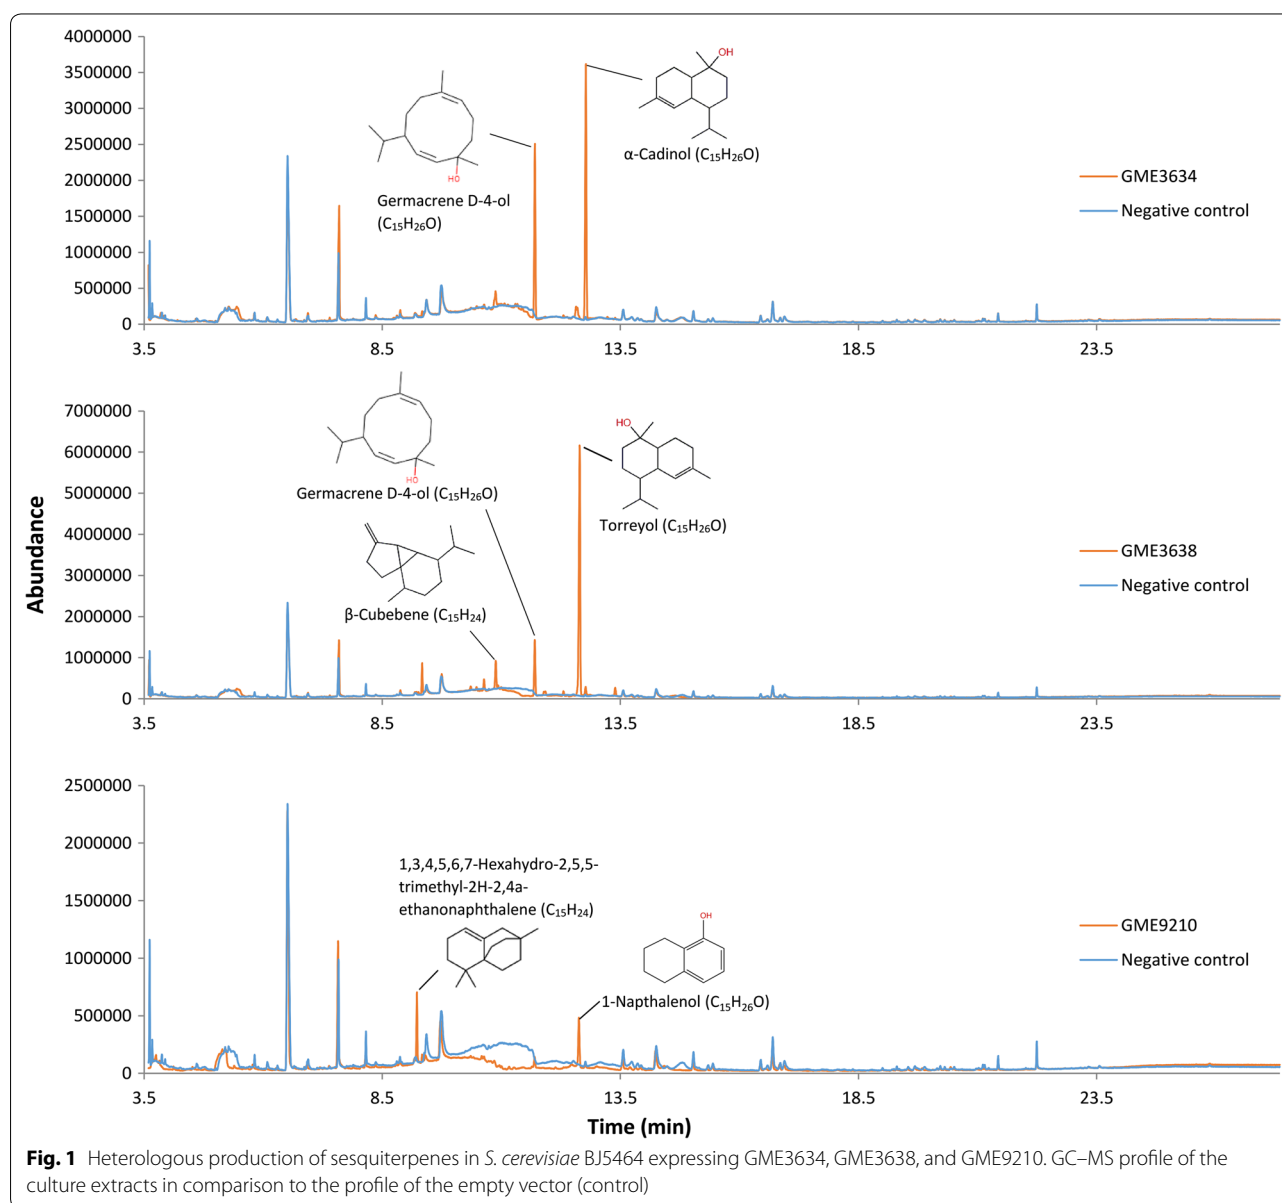 4000000
3500000
3000000
2500000
2000000
1500000
1000000
500000
0
3.5 8.5 13.5 18.5 23.5
HO
Germacrene D-4-ol
(C₁₅H₂₆O)
OH
α-Cadinol (C₁₅H₂₆O)
GME3634
Negative control
7000000
6000000
5000000
4000000
3000000
2000000
1000000
0
3.5 8.5 13.5 18.5 23.5
HO
Germacrene D-4-ol (C₁₅H₂₆O)
β-Cubebene (C₁₅H₂₄)
HO
Torreyol (C₁₅H₂₆O)
GME3638
Negative control
Abundance
2500000
2000000
1500000
1000000
500000
0
3.5 8.5 13.5 18.5 23.5
1,3,4,5,6,7-Hexahydro-2,5,5-
trimethyl-2H-2,4a-
ethanonaphthalene (C₁₅H₂₄)
OH
1-Napthalenol (C₁₅H₂₆O)
GME9210
Negative control
Time (min)
Fig. 1 Heterologous production of sesquiterpenes in S. cerevisiae BJ5464 expressing GME3634, GME3638, and GME9210. GC–MS profile of the
culture extracts in comparison to the profile of the empty vector (control)